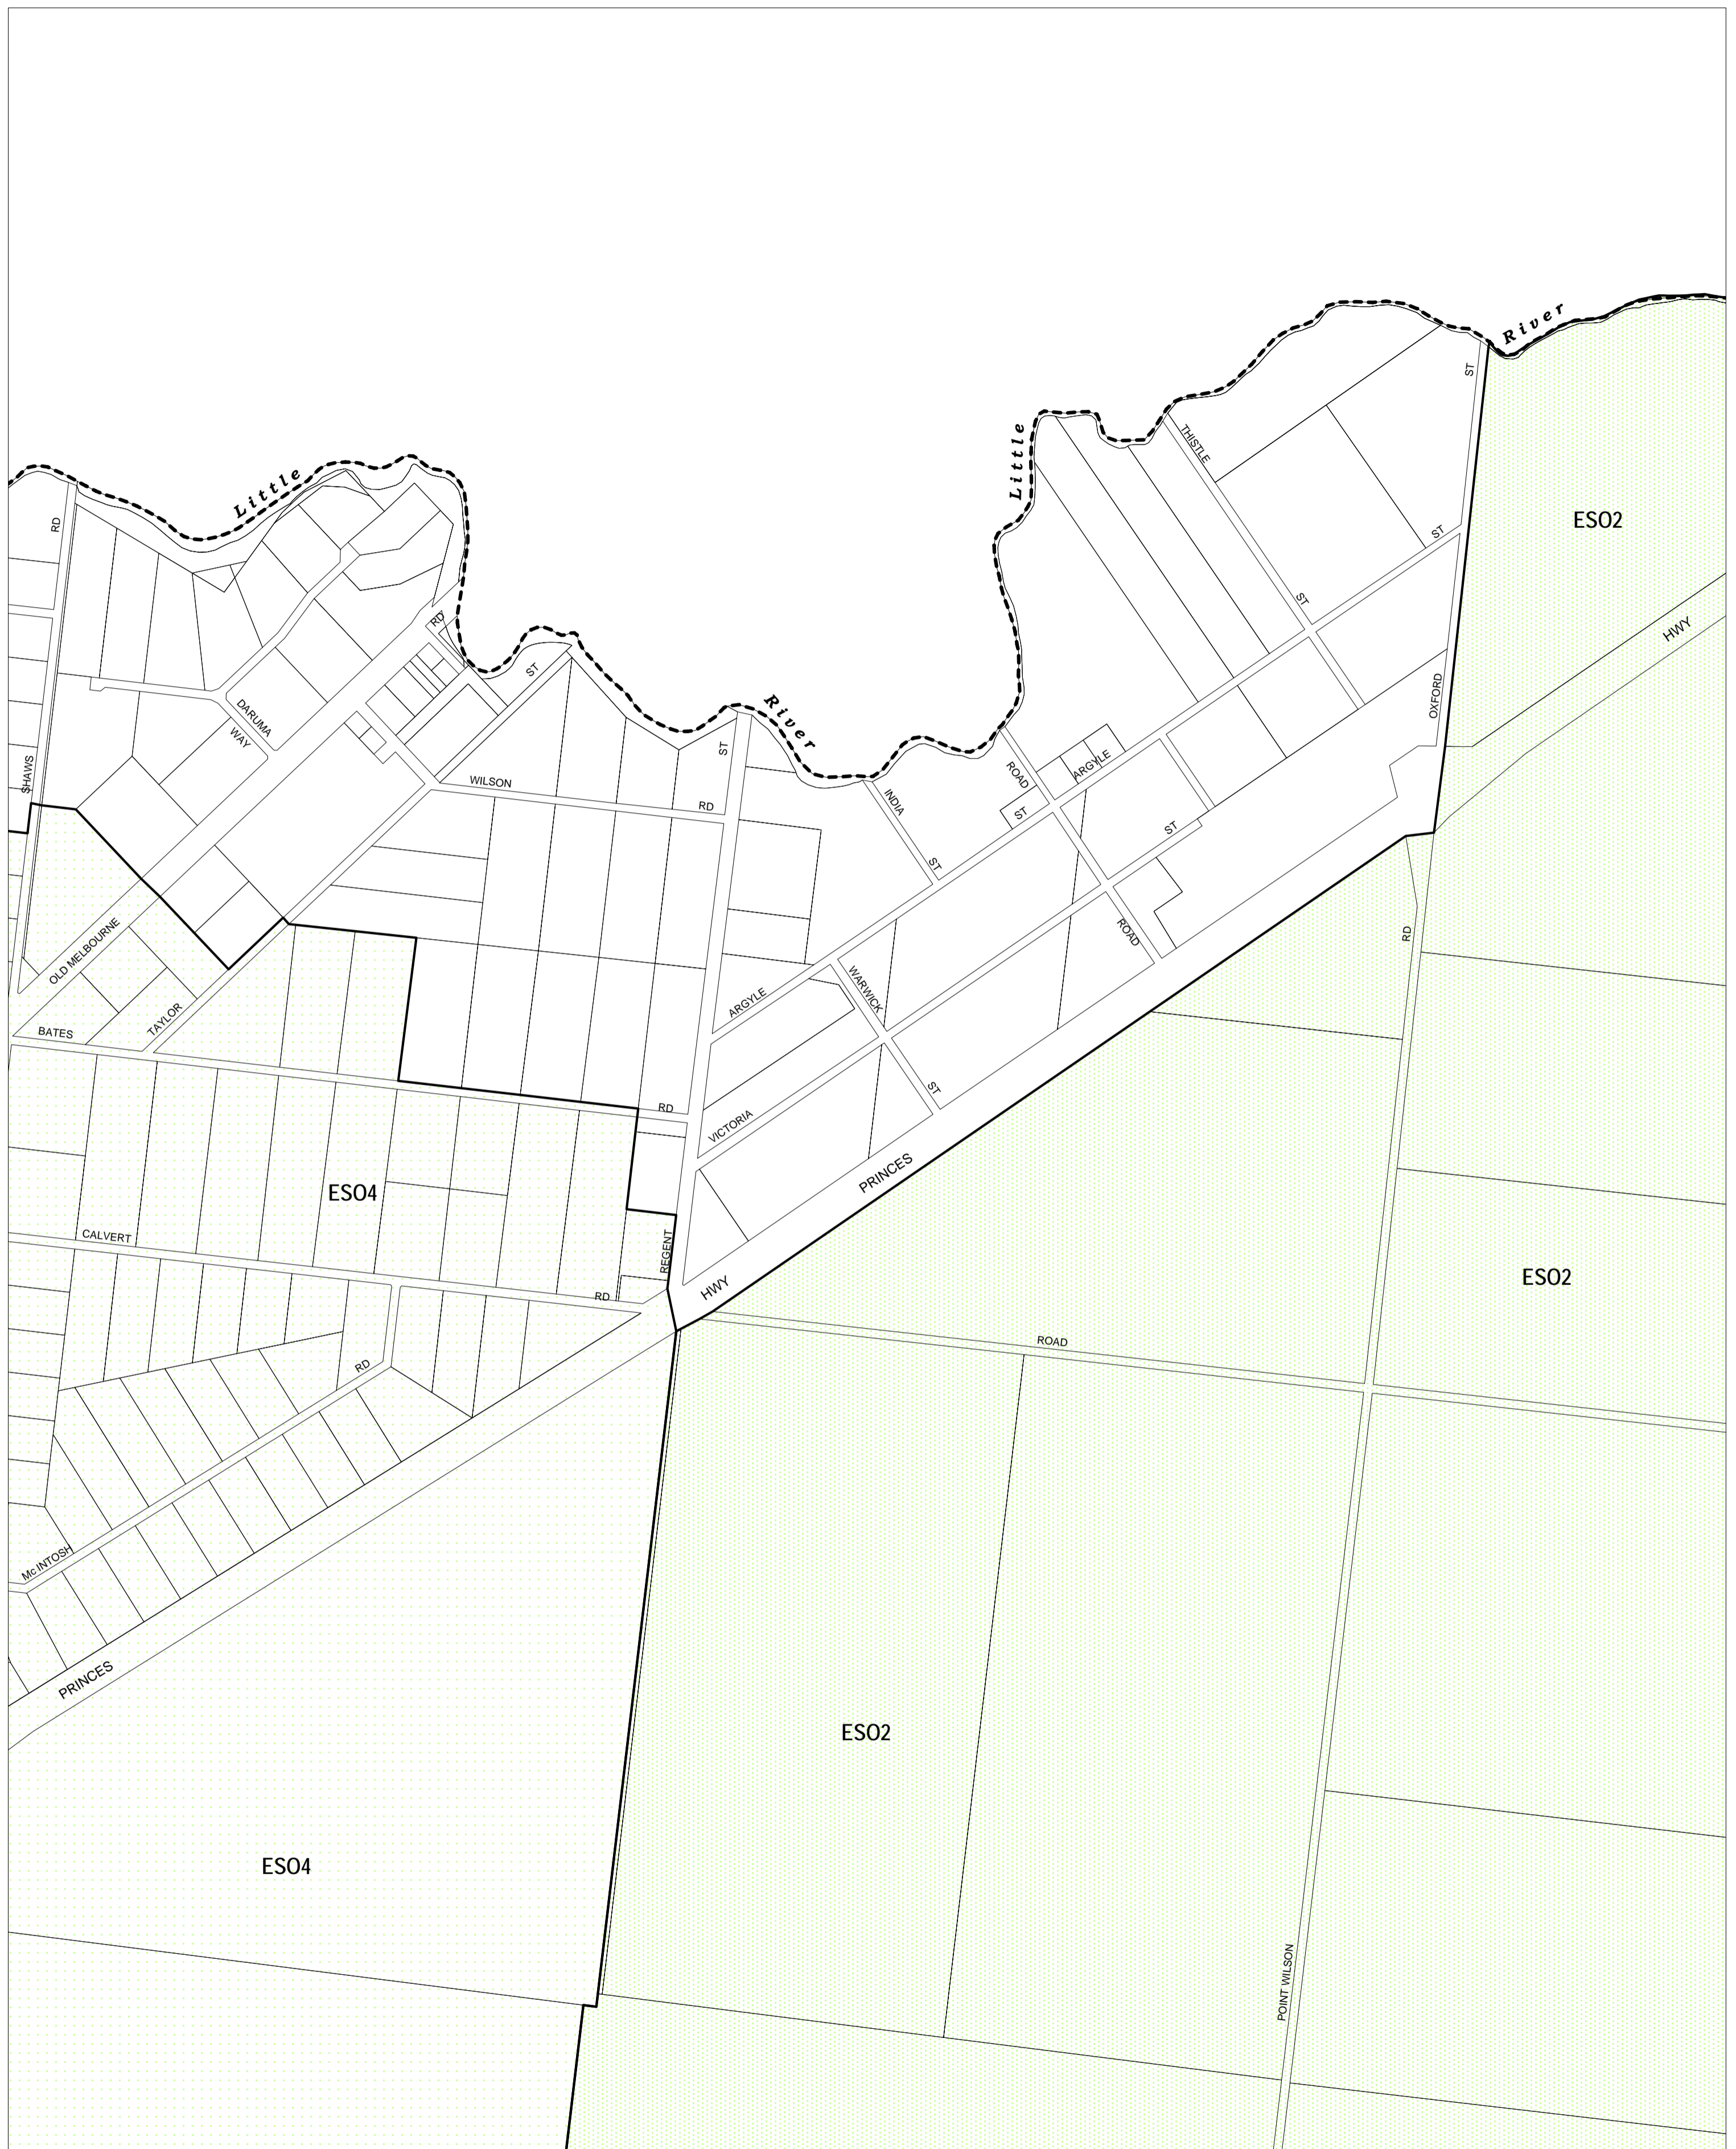 River
ST
THISTLE
Little
Little
ESO2
RD
ST
ST
RD
HWY
ST
OXFORD
River
DARUMA
WAY
ST
ROAD
ARGYLE
SHAWS
WILSON
RD
INDIA
ST
ST
ST
OLD MELBOURNE
ROAD
RD
WARWICK
ARGYLE
TAYLOR
BATES
ST
RD
VICTORIA
PRINCES
ESO4
CALVERT
REGENT
ESO2
HWY
RD
ROAD
RD
Mc INTOSH
PRINCES
ESO2
ESO4
POINT WILSON